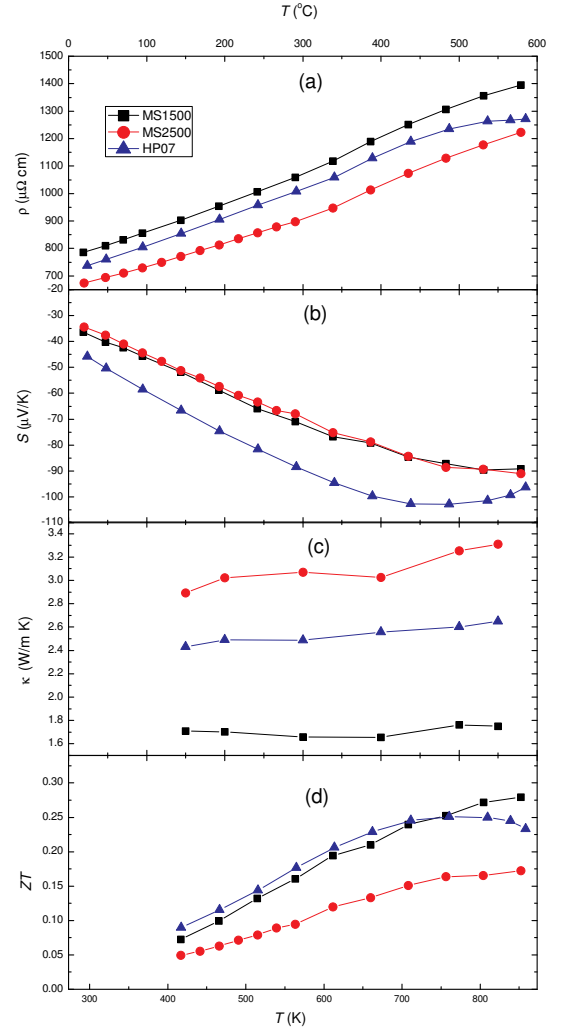 T (°C)
0 100 200 300 400 500 600
(a)
1500
1400
1300
1200
1100
1000
900
800
700
ρ (μΩ cm)
MS1500
MS2500
HP07
(b)
-20
-30
-40
-50
-60
-70
-80
-90
-100
-110
S (μV/K)
(c)
3.4
3.2
3.0
2.8
2.6
2.4
2.2
2.0
1.8
1.6
κ (W/m K)
(d)
0.30
0.25
0.20
0.15
0.10
0.05
0.00
ZT
300 400 500 600 700 800
T (K)